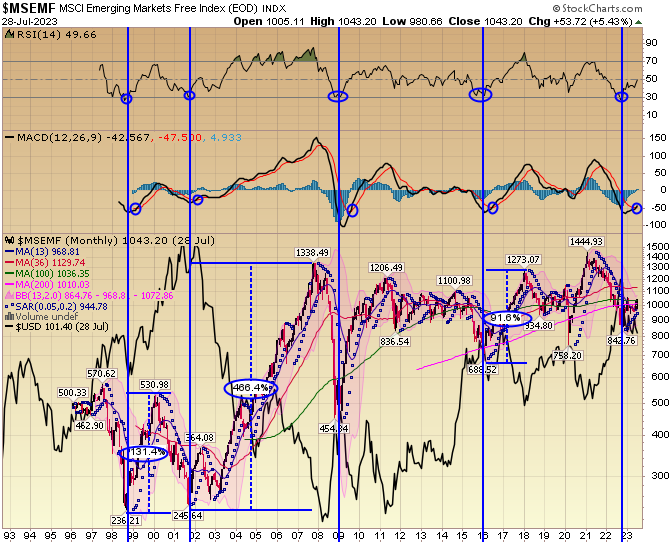 $MSEMF MSCI Emerging Markets Free Index (EOD) INDX
© StockCharts.com
28-Jul-2023
Open 1005.11 High 1043.20 Low 980.66 Close 1043.20 Chg +53.72 (+5.43%)
RSI(14) 49.66
90
70
50
30
10
MACD(12,26,9) -42.567, -47.500, 4.933
150
100
50
0
-50
-100
$MSEMF (Monthly) 1043.20 (28 Jul)
MA(13) 968.81
MA(36) 1129.74
MA(100) 1036.35
MA(200) 1010.03
BB(13,2.0) 864.76 - 968.81 - 1072.86
SAR(0.05,0.2) 944.78
Volume undef
$USD 101.40 (28 Jul)
1500
1400
1300
1200
1100
1000
900
800
700
600
500
400
300
500.33
462.90
570.62
236.21
131.4%
530.98
245.64
364.08
466.4%
1338.49
454.34
1206.49
836.54
1100.98
688.52
91.6%
1273.07
934.80
758.20
1444.93
842.76
93 94 95 96 97 98 99 00 01 02 03 04 05 06 07 08 09 10 11 12 13 14 15 16 17 18 19 20 21 22 23